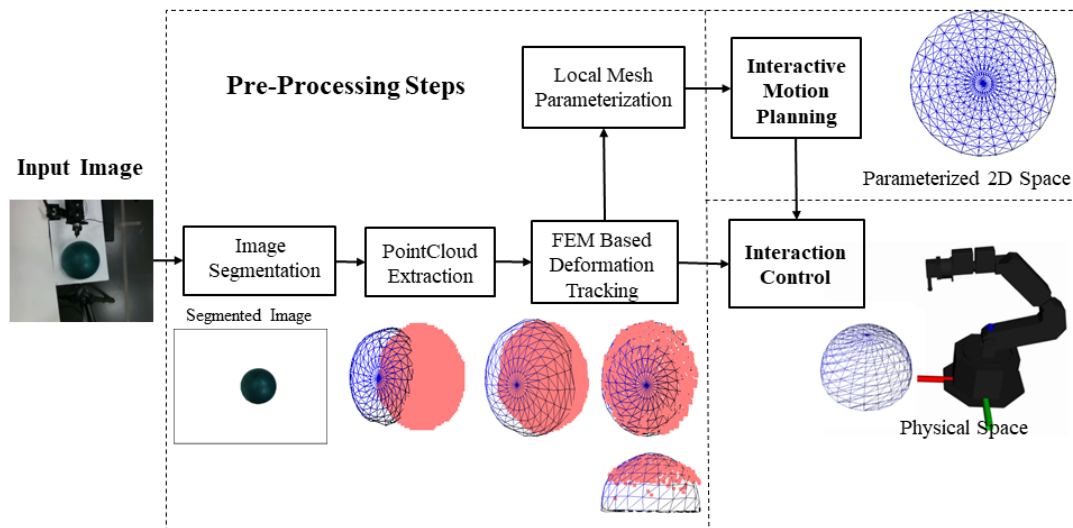 Pre-Processing Steps
Local Mesh
Parameterization
Interactive
Motion
Planning
Parameterized 2D Space
Input Image
Image
Segmentation
PointCloud
Extraction
FEM Based
Deformation
Tracking
Interaction
Control
Segmented Image
Physical Space